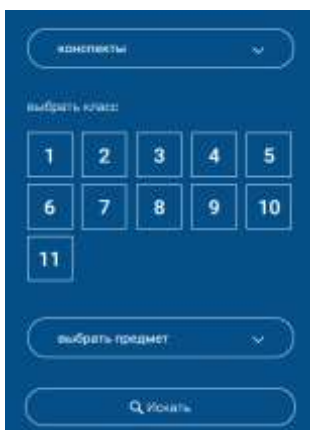 конспекты
выбрать класс:
1 2 3 4 5
6 7 8 9 10
11
выбрать предмет
Искать